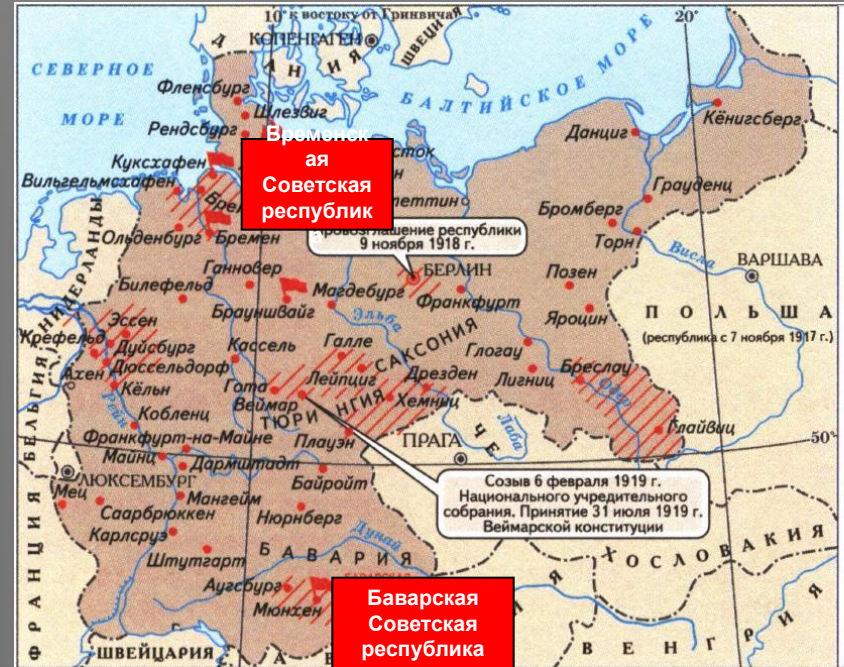 10° к востоку от Гринвича
20°
КОПЕНГАГЕН
ШВЕЦИЯ
ДАНИЯ
СЕВЕРНОЕ
МОРЕ
БАЛТИЙСКОЕ МОРЕ
Фленсбург
Шлезвиг
Рендсбург
Кёнигсберг
Данциг
Временск
ая
Советская
республик
Куксхафен
Вильгельмсхафен
Грауденц
Бромберг
Торн
Висла
провозглашение республики
9 ноября 1918 г.
Ольденбург
Бремен
БЕРЛИН
ВАРШАВА
НИДЕРЛАНДЫ
Ганновер
Билефельд
Магдебург
Франкфурт
Позен
Брауншвайг
Эльба
Яроцин
ПОЛЬША
(республика с 7 ноября 1917 г.)
Эссен
Крефельд
Дуйсбург
Дюссельдорф
Ахен
Кёльн
Кассель
Галле
САКСОНИЯ
Глогау
Бреслау
Лейпциг
Дрезден
Лигниц
Одер
Гота
Веймар
ТЮРИНГИЯ
Хемниц
Рейн
Кобленц
Плауэн
ПРАГА
Лаба
Глайвиц
БЕЛЬГИЯ
Франкфурт-на-Майне
50°
Майнц
Дармштадт
ЛЮКСЕМБУРГ
Байройт
Созыв 6 февраля 1919 г.
Национального учредительного
собрания. Принятие 31 июля 1919 г.
Веймарской конституции
Мец
Мангейм
Саарбрюккен
Нюрнберг
Карлсруэ
Штутгарт
БАВАРИЯ
Дунай
ЧЕХОСЛОВАКИЯ
ФРАНЦИЯ
Аугсбург
Мюнхен
Баварская
Советская
республика
ШВЕЙЦАРИЯ
ВЕНГРИЯ